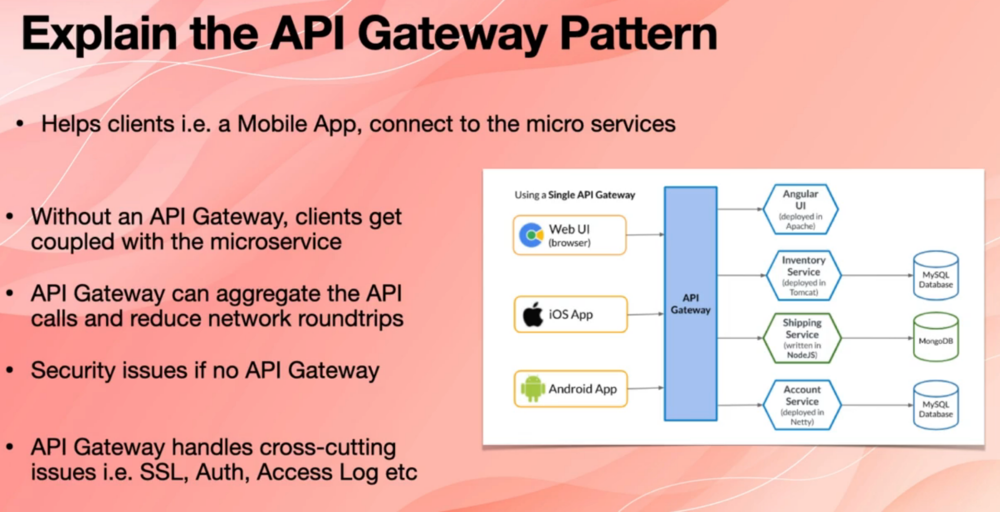 Explain the API Gateway Pattern
• Helps clients i.e. a Mobile App, connect to the micro services
• Without an API Gateway, clients get
coupled with the microservice
• API Gateway can aggregate the API
calls and reduce network roundtrips
• Security issues if no API Gateway
• API Gateway handles cross-cutting
issues i.e. SSL, Auth, Access Log etc
Using a Single API Gateway
Web UI
(browser)
iOS App
Android App
API
Gateway
Angular
UI
(deployed in
Apache)
Inventory
Service
(deployed in
Tomcat)
MySQL
Database
Shipping
Service
(written in
NodeJS)
MongoDB
Account
Service
(deployed in
Netty)
MySQL
Database